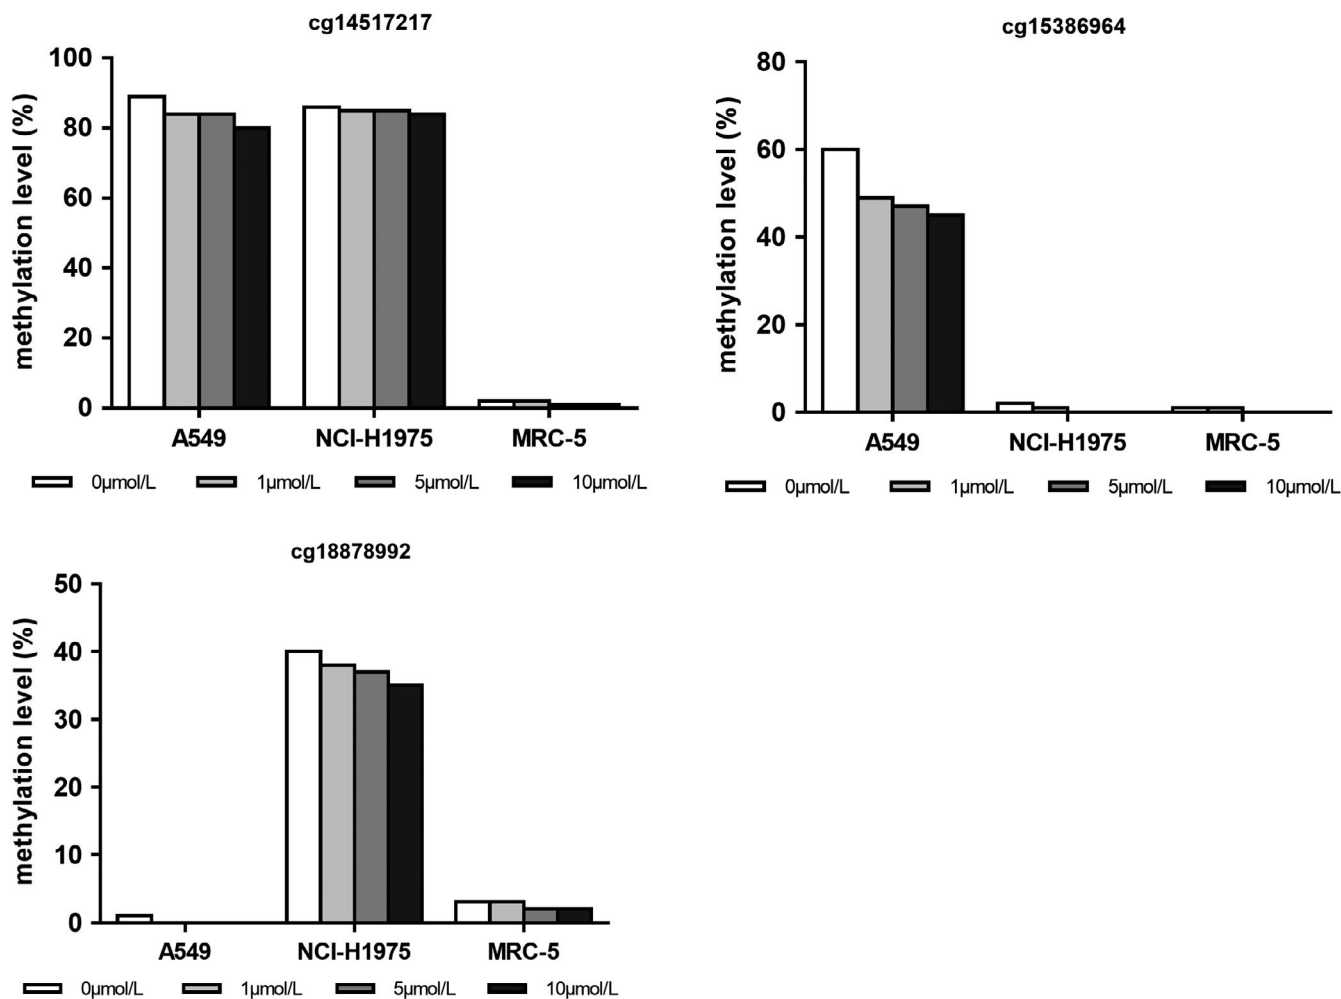 cg14517217
methylation level (%)
100
80
60
40
20
0
A549 NCI-H1975 MRC-5
0µmol/L 1µmol/L 5µmol/L 10µmol/L
cg15386964
methylation level (%)
80
60
40
20
0
A549 NCI-H1975 MRC-5
0µmol/L 1µmol/L 5µmol/L 10µmol/L
cg18878992
methylation level (%)
50
40
30
20
10
0
A549 NCI-H1975 MRC-5
0µmol/L 1µmol/L 5µmol/L 10µmol/L